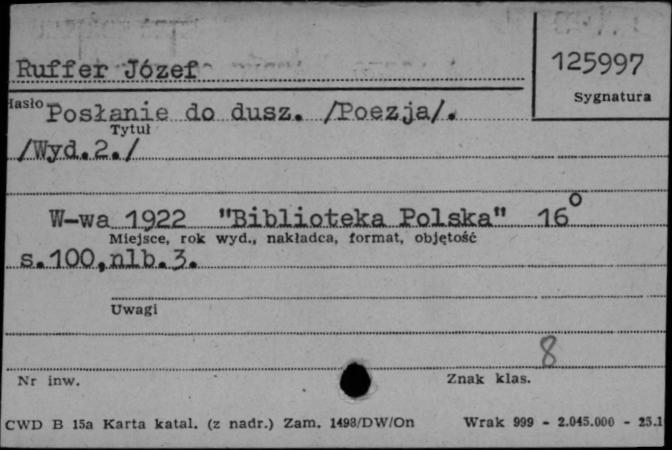 Ruffer Józef
125997
Sygnatura
Hasło Posłanie do dusz. /Poezja/.
Tytuł
/Wyd.2./
W-wa 1922 "Biblioteka Polska" 16°
Miejsce, rok wyd., nakładca, format, objętość
s.100,nlb.3.
Uwagi
8
Nr inw.
Znak klas.
CWD B 15a Karta katal. (z nadr.) Zam. 1498/DW/On Wrak 999 - 2.045.000 - 25.1